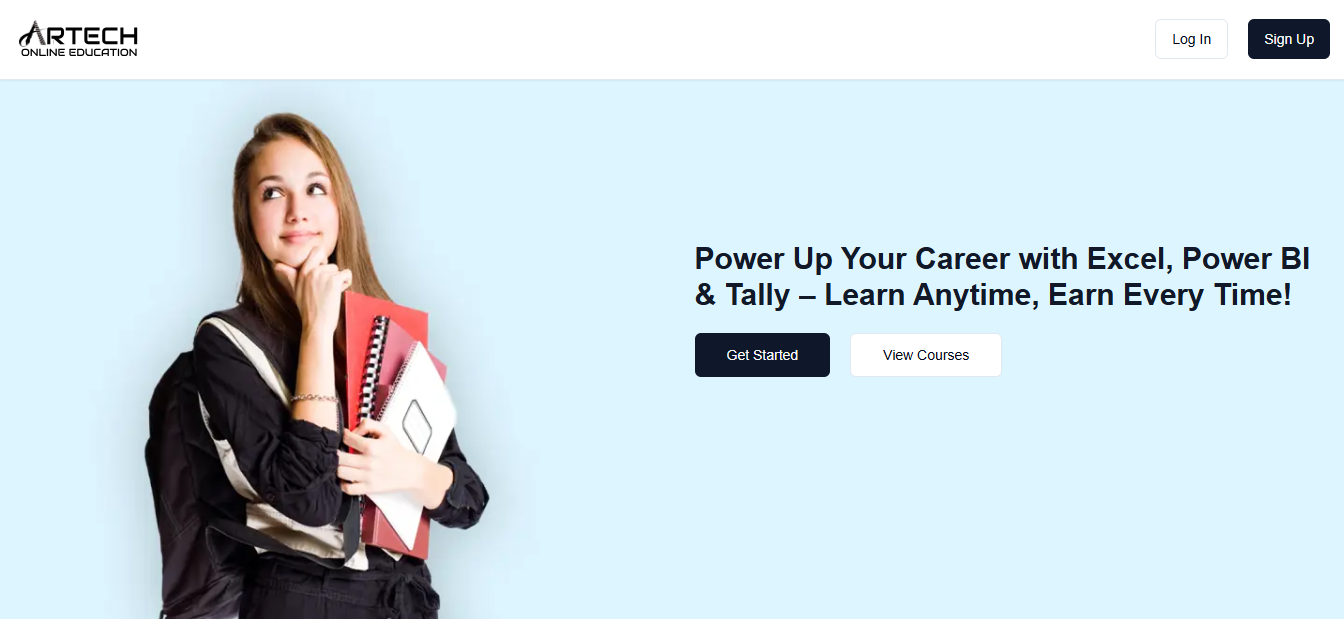 ARTECH
ONLINE EDUCATION
Log In
Sign Up
Power Up Your Career with Excel, Power BI
& Tally – Learn Anytime, Earn Every Time!
Get Started
View Courses